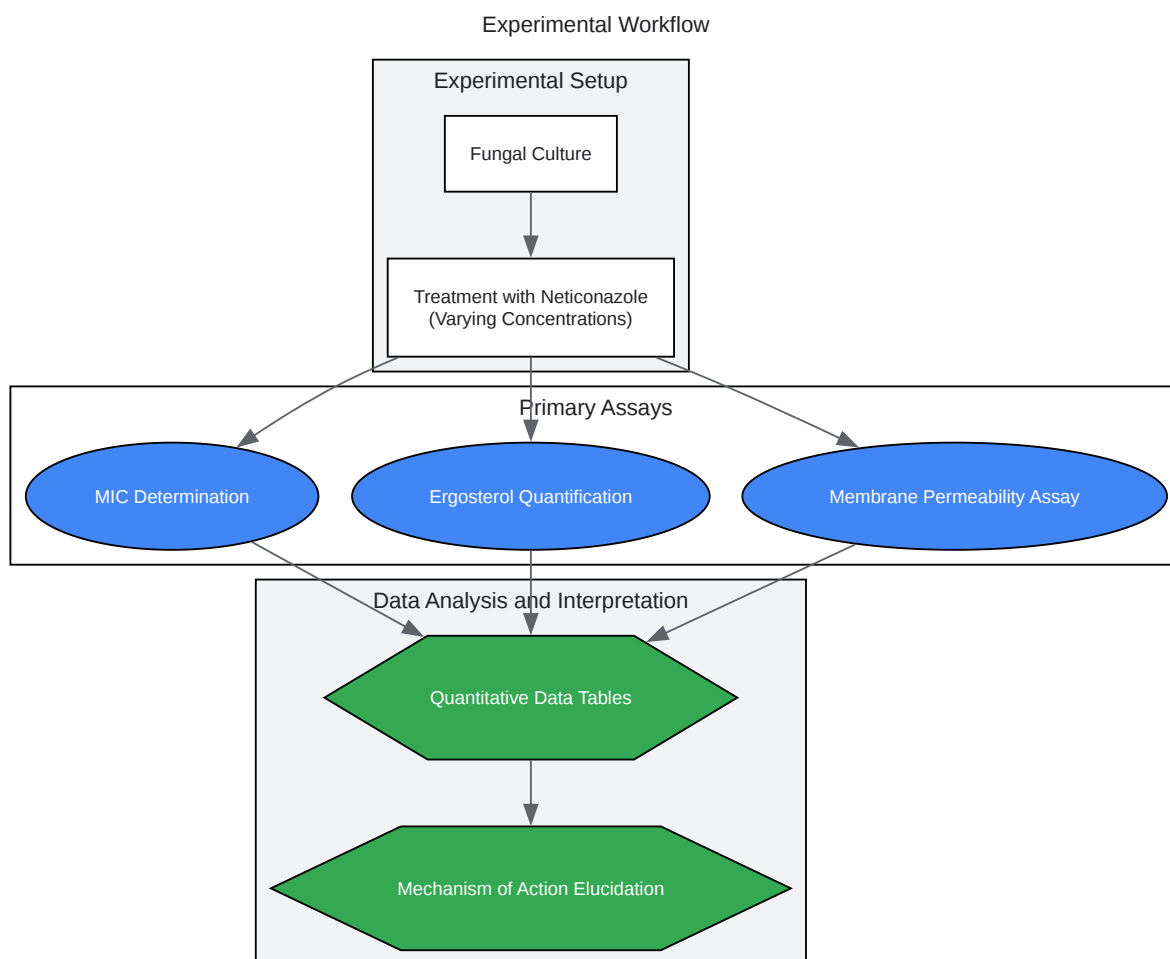 Experimental Workflow
Experimental Setup
Fungal Culture
Treatment with Neticonazole
(Varying Concentrations)
Primary Assays
MIC Determination
Ergosterol Quantification
Membrane Permeability Assay
Data Analysis and Interpretation
Quantitative Data Tables
Mechanism of Action Elucidation